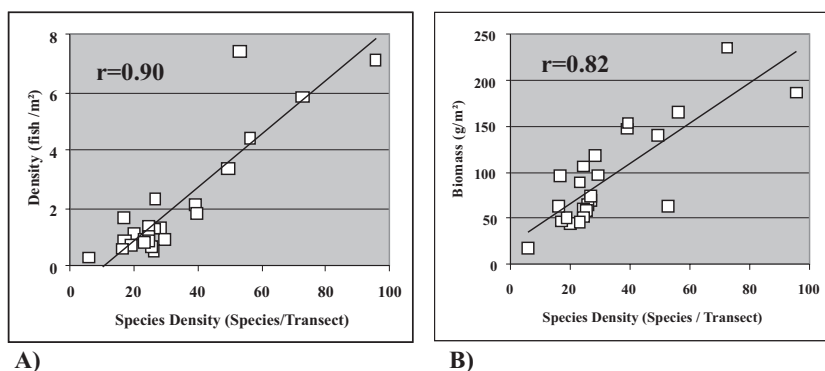 r=0.90
Density (fish /m²)
8
6
4
2
0
0 20 40 60 80 100
Species Density (Species/Transect)
A)
r=0.82
Biomass (g/m²)
250
200
150
100
50
0
0 20 40 60 80 100
Species Density (Species / Transect)
B)